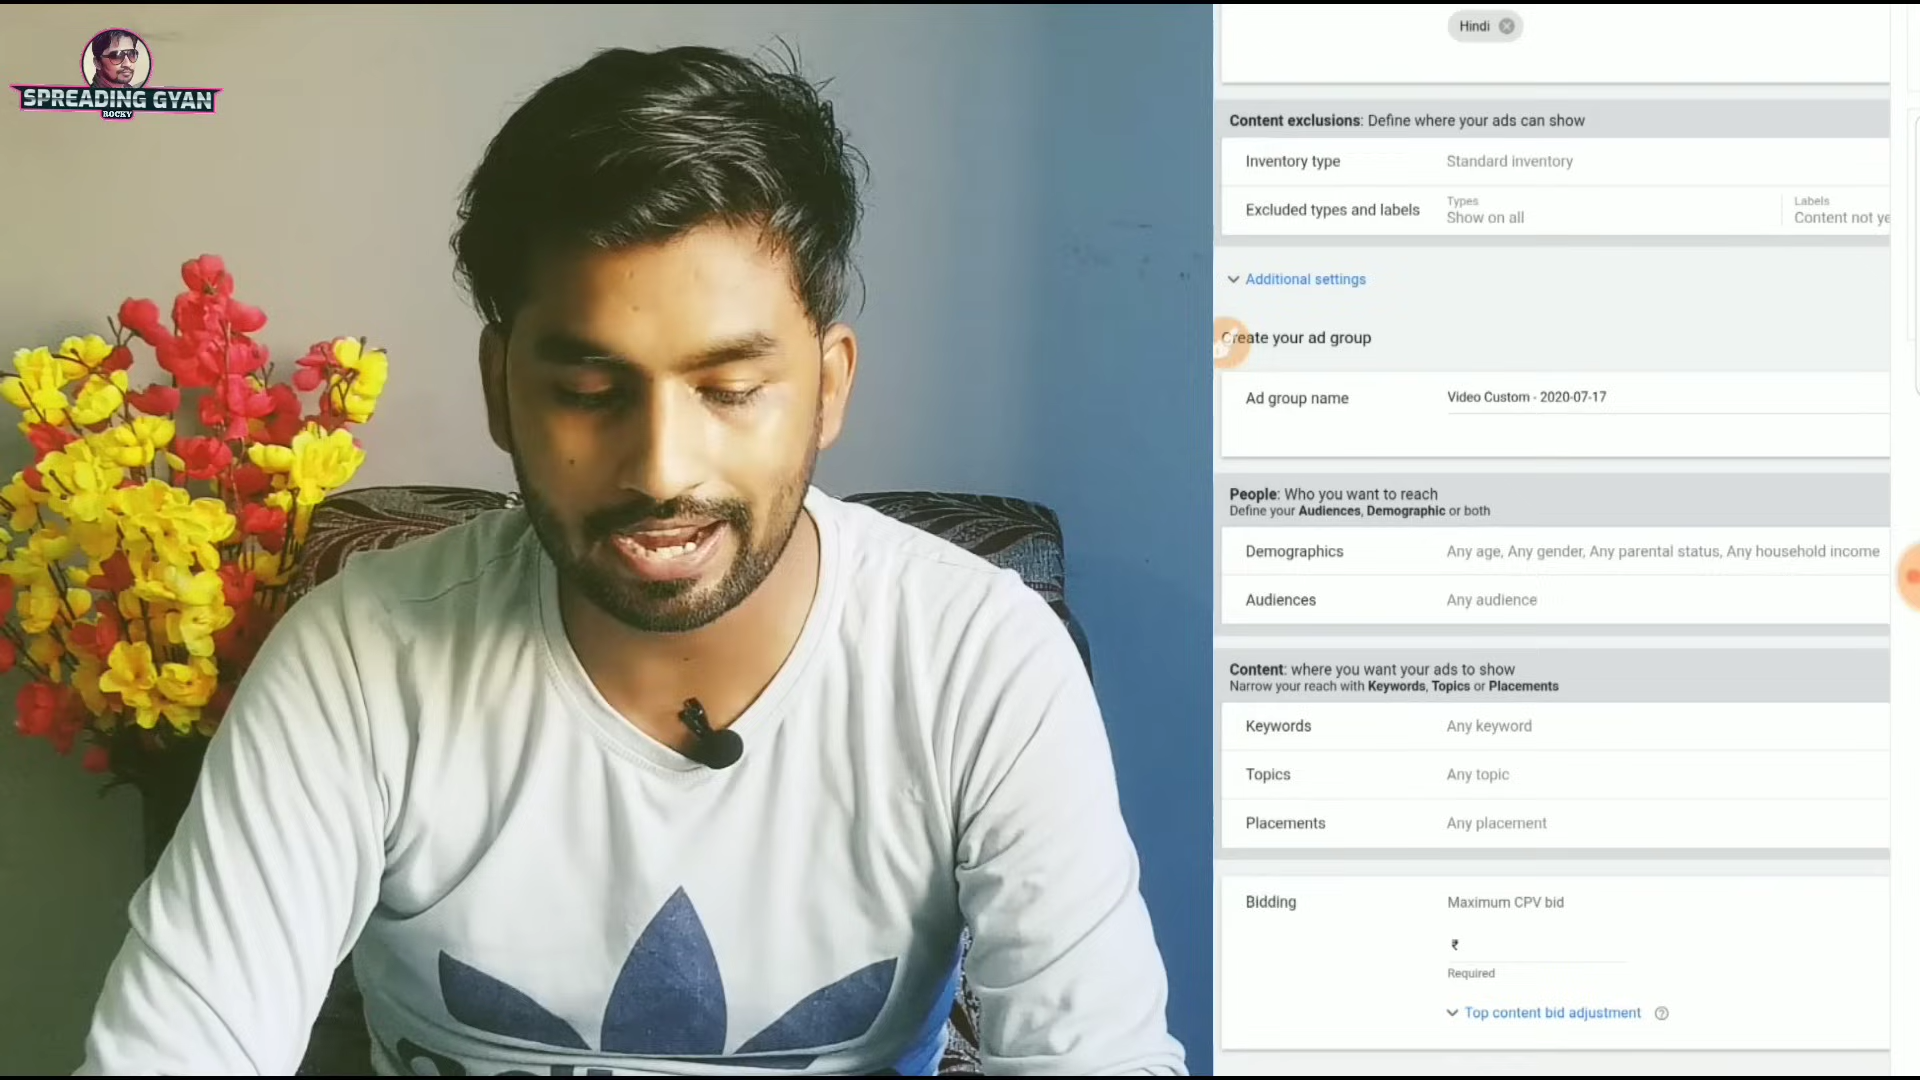 SPREADING GYAN
ROCKY
Hindi
Content exclusions: Define where your ads can show
Inventory type Standard inventory
Excluded types and labels
Types
Show on all
Labels
Content not ye
Additional settings
Create your ad group
Ad group name Video Custom - 2020-07-17
People: Who you want to reach
Define your Audiences, Demographic or both
Demographics Any age, Any gender, Any parental status, Any household income
Audiences Any audience
Content: where you want your ads to show
Narrow your reach with Keywords, Topics or Placements
Keywords Any keyword
Topics Any topic
Placements Any placement
Bidding Maximum CPV bid
₹
Required
Top content bid adjustment